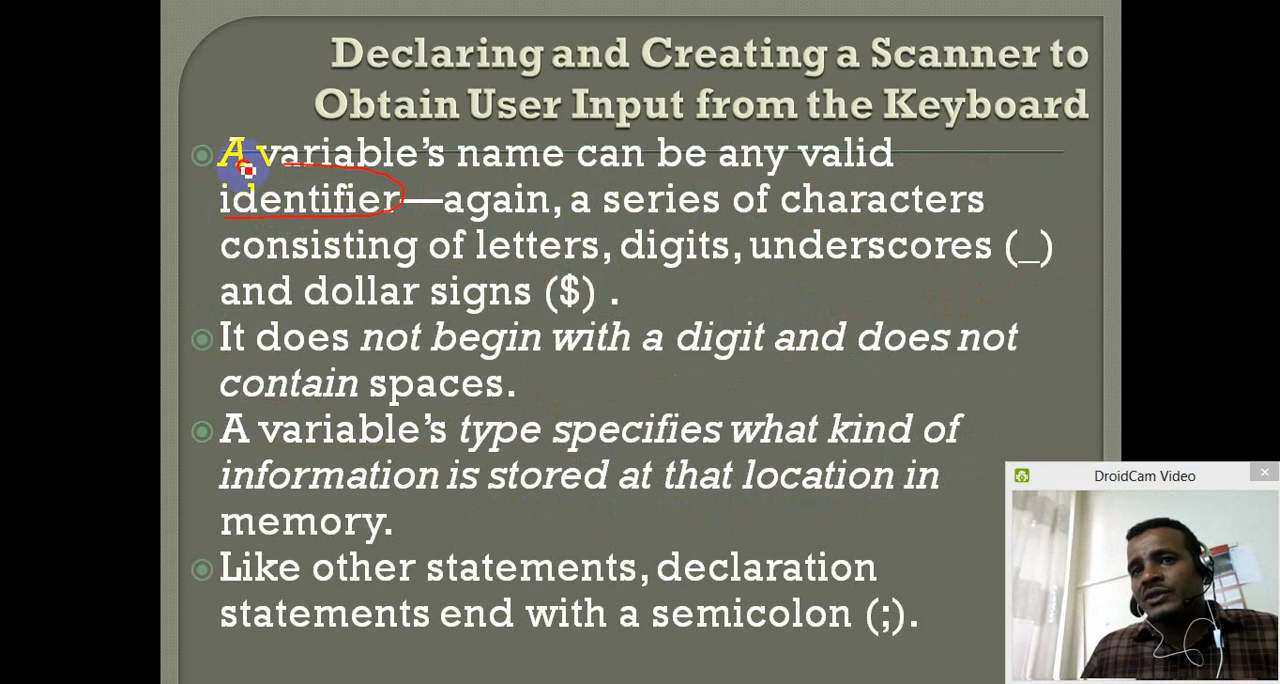 Declaring and Creating a Scanner to
Obtain User Input from the Keyboard
A variable's name can be any valid
identifier—again, a series of characters
consisting of letters, digits, underscores (_)
and dollar signs ($) .
It does not begin with a digit and does not
contain spaces.
A variable's type specifies what kind of
information is stored at that location in
memory.
Like other statements, declaration
statements end with a semicolon (;).
DroidCam Video